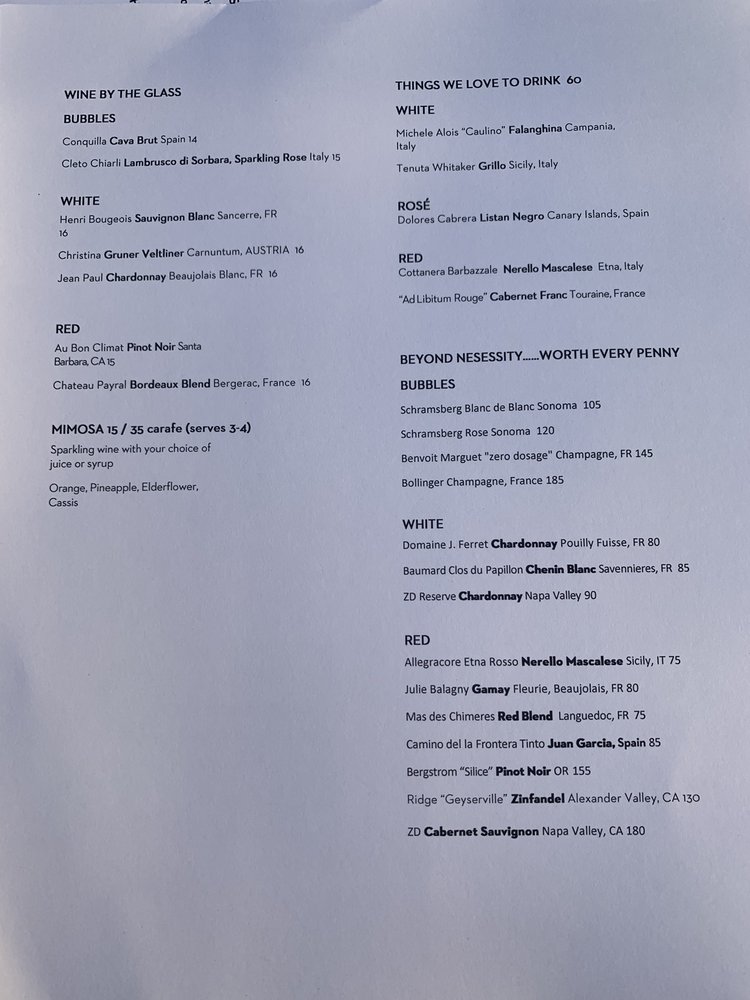 WINE BY THE GLASS
BUBBLES
Conquilla Cava Brut Spain 14
Cleto Chiarli Lambrusco di Sorbara, Sparkling Rose Italy 15
WHITE
Henri Bougeois Sauvignon Blanc Sancerre, FR
16
Christina Gruner Veltliner Carnuntum, AUSTRIA 16
Jean Paul Chardonnay Beaujolais Blanc, FR 16
RED
Au Bon Climat Pinot Noir Santa
Barbara, CA 15
Chateau Payral Bordeaux Blend Bergerac, France 16
MIMOSA 15 / 35 carafe (serves 3-4)
Sparkling wine with your choice of
juice or syrup
Orange, Pineapple, Elderflower,
Cassis
THINGS WE LOVE TO DRINK 60
WHITE
Michele Alois "Caulino" Falanghina Campania,
Italy
Tenuta Whitaker Grillo Sicily, Italy
ROSÉ
Dolores Cabrera Listan Negro Canary Islands, Spain
RED
Cottanera Barbazzale Nerello Mascalese Etna, Italy
"Ad Libitum Rouge" Cabernet Franc Touraine, France
BEYOND NESESSITY......WORTH EVERY PENNY
BUBBLES
Schramsberg Blanc de Blanc Sonoma 105
Schramsberg Rose Sonoma 120
Benvoit Marguet "zero dosage" Champagne, FR 145
Bollinger Champagne, France 185
WHITE
Domaine J. Ferret Chardonnay Pouilly Fuisse, FR 80
Baumard Clos du Papillon Chenin Blanc Savennieres, FR 85
ZD Reserve Chardonnay Napa Valley 90
RED
Allegracore Etna Rosso Nerello Mascalese Sicily, IT 75
Julie Balagny Gamay Fleurie, Beaujolais, FR 80
Mas des Chimeres Red Blend Languedoc, FR 75
Camino del la Frontera Tinto Juan Garcia, Spain 85
Bergstrom "Silice" Pinot Noir OR 155
Ridge "Geyserville" Zinfandel Alexander Valley, CA 130
ZD Cabernet Sauvignon Napa Valley, CA 180